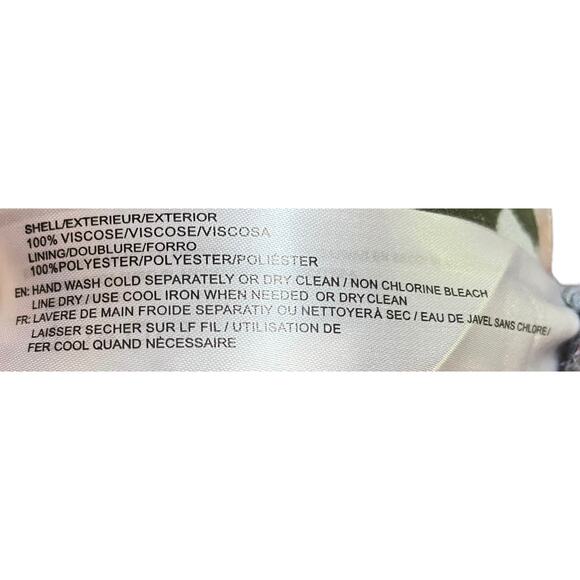 SHELL/EXTERIEUR/EXTERIOR
100% VISCOSE/VISCOSE/VISCOSA
LINING/DOUBLURE/FORRO
100%POLYESTER/POLYESTER/POLIÉSTER
EN: HAND WASH COLD SEPARATELY OR DRY CLEAN / NON CHLORINE BLEACH
LINE DRY / USE COOL IRON WHEN NEEDED OR DRYCLEAN
FR: LAVERE DE MAIN FROIDE SEPARATIV OU NETTOYER À SEC / EAU DE JAVEL SANS CHLORE /
LAISSER SECHER SUR LF FIL / UTILISATION DE
FER COOL QUAND NÈCESSAIRE